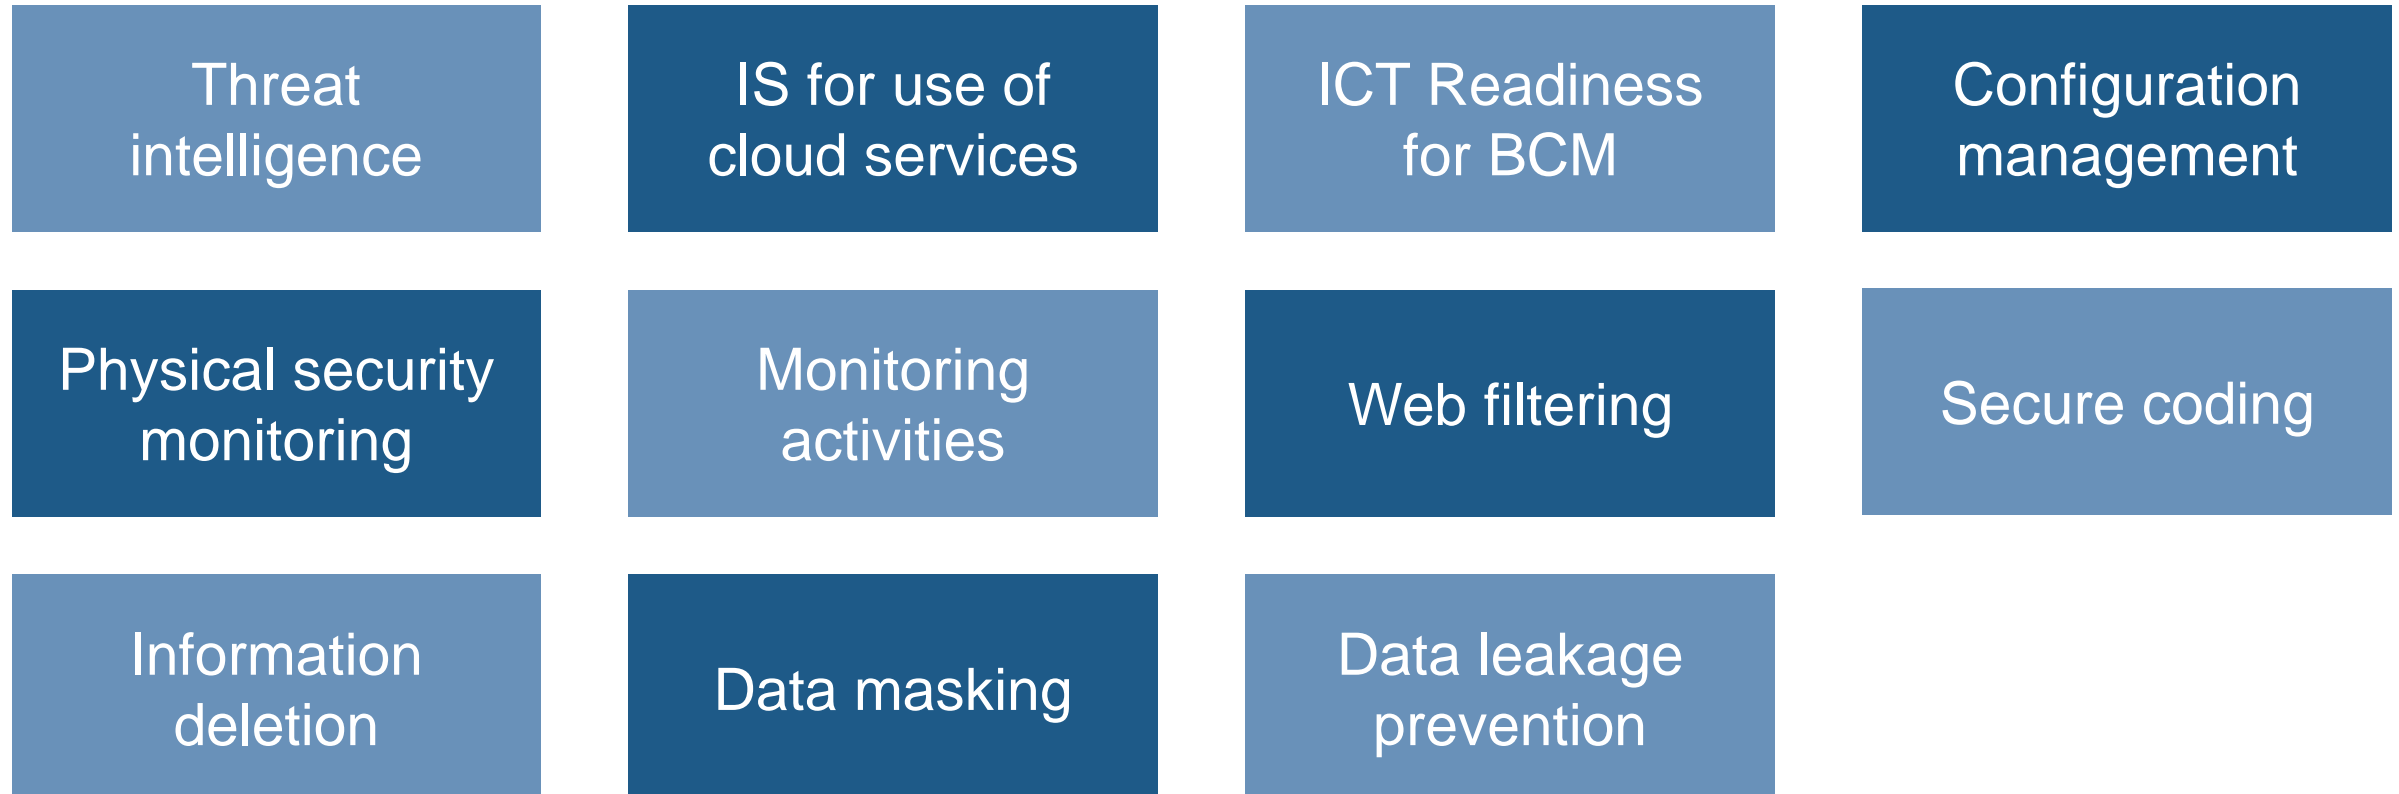 Threat
intelligence
IS for use of
cloud services
ICT Readiness
for BCM
Configuration
management
Physical security
monitoring
Monitoring
activities
Web filtering
Secure coding
Information
deletion
Data masking
Data leakage
prevention